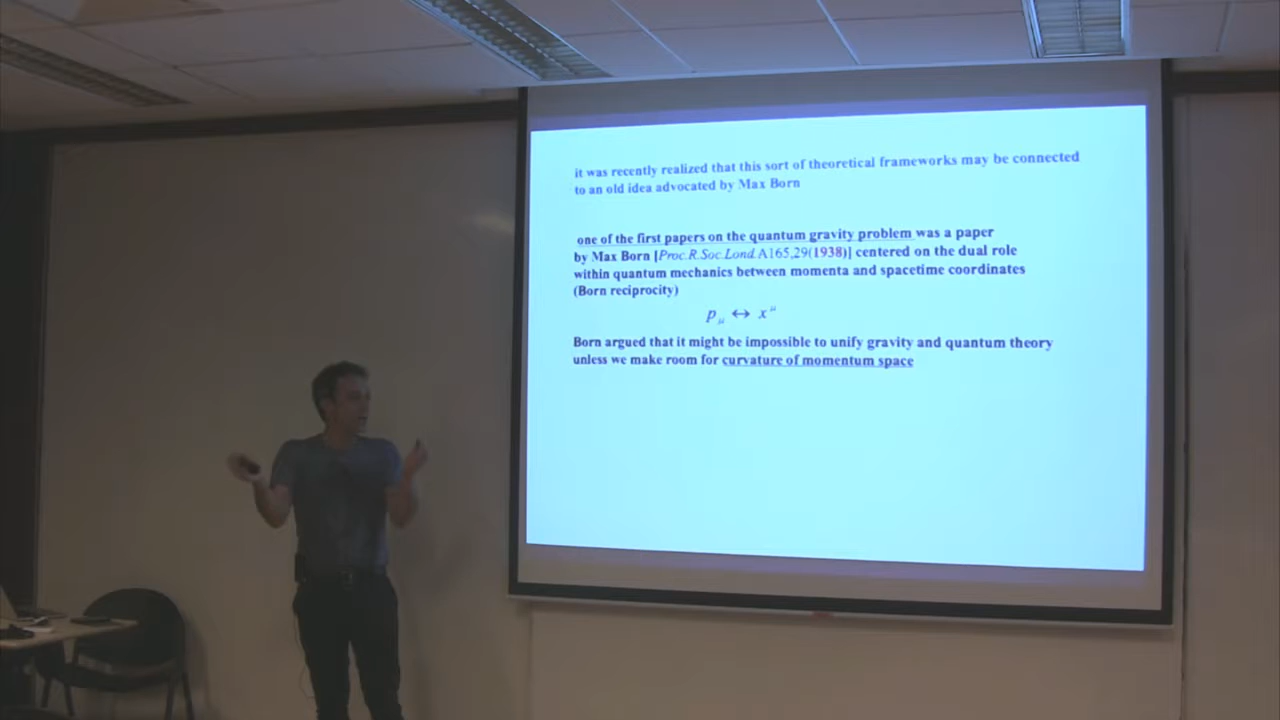 it was recently realized that this sort of theoretical frameworks may be connected
to an old idea advocated by Max Born
one of the first papers on the quantum gravity problem was a paper
by Max Born [Proc.R.Soc.Lond.A165,29(1938)] centered on the dual role
within quantum mechanics between momenta and spacetime coordinates
(Born reciprocity)
p_μ ↔ x^μ
Born argued that it might be impossible to unify gravity and quantum theory
unless we make room for curvature of momentum space